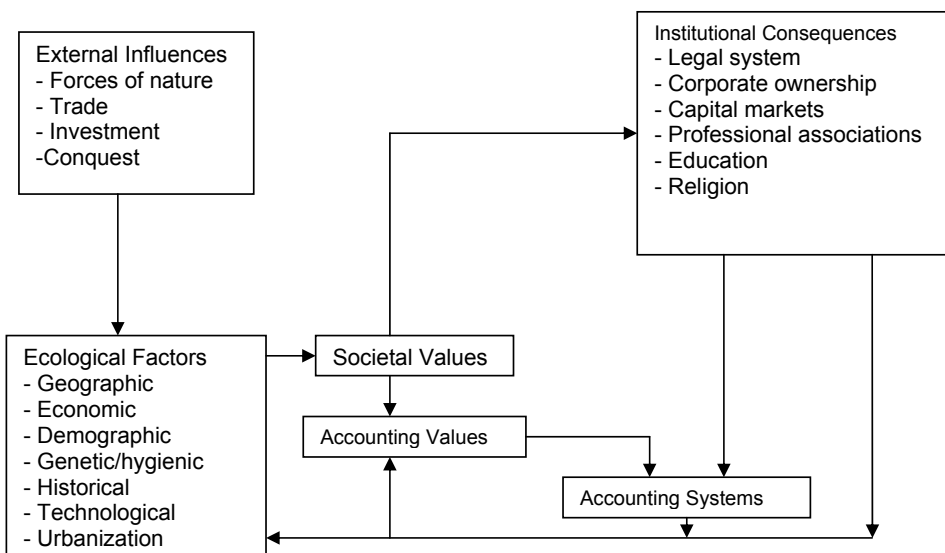 External Influences
- Forces of nature
- Trade
- Investment
-Conquest
Institutional Consequences
- Legal system
- Corporate ownership
- Capital markets
- Professional associations
- Education
- Religion
Ecological Factors
- Geographic
- Economic
- Demographic
- Genetic/hygienic
- Historical
- Technological
- Urbanization
Societal Values
Accounting Values
Accounting Systems